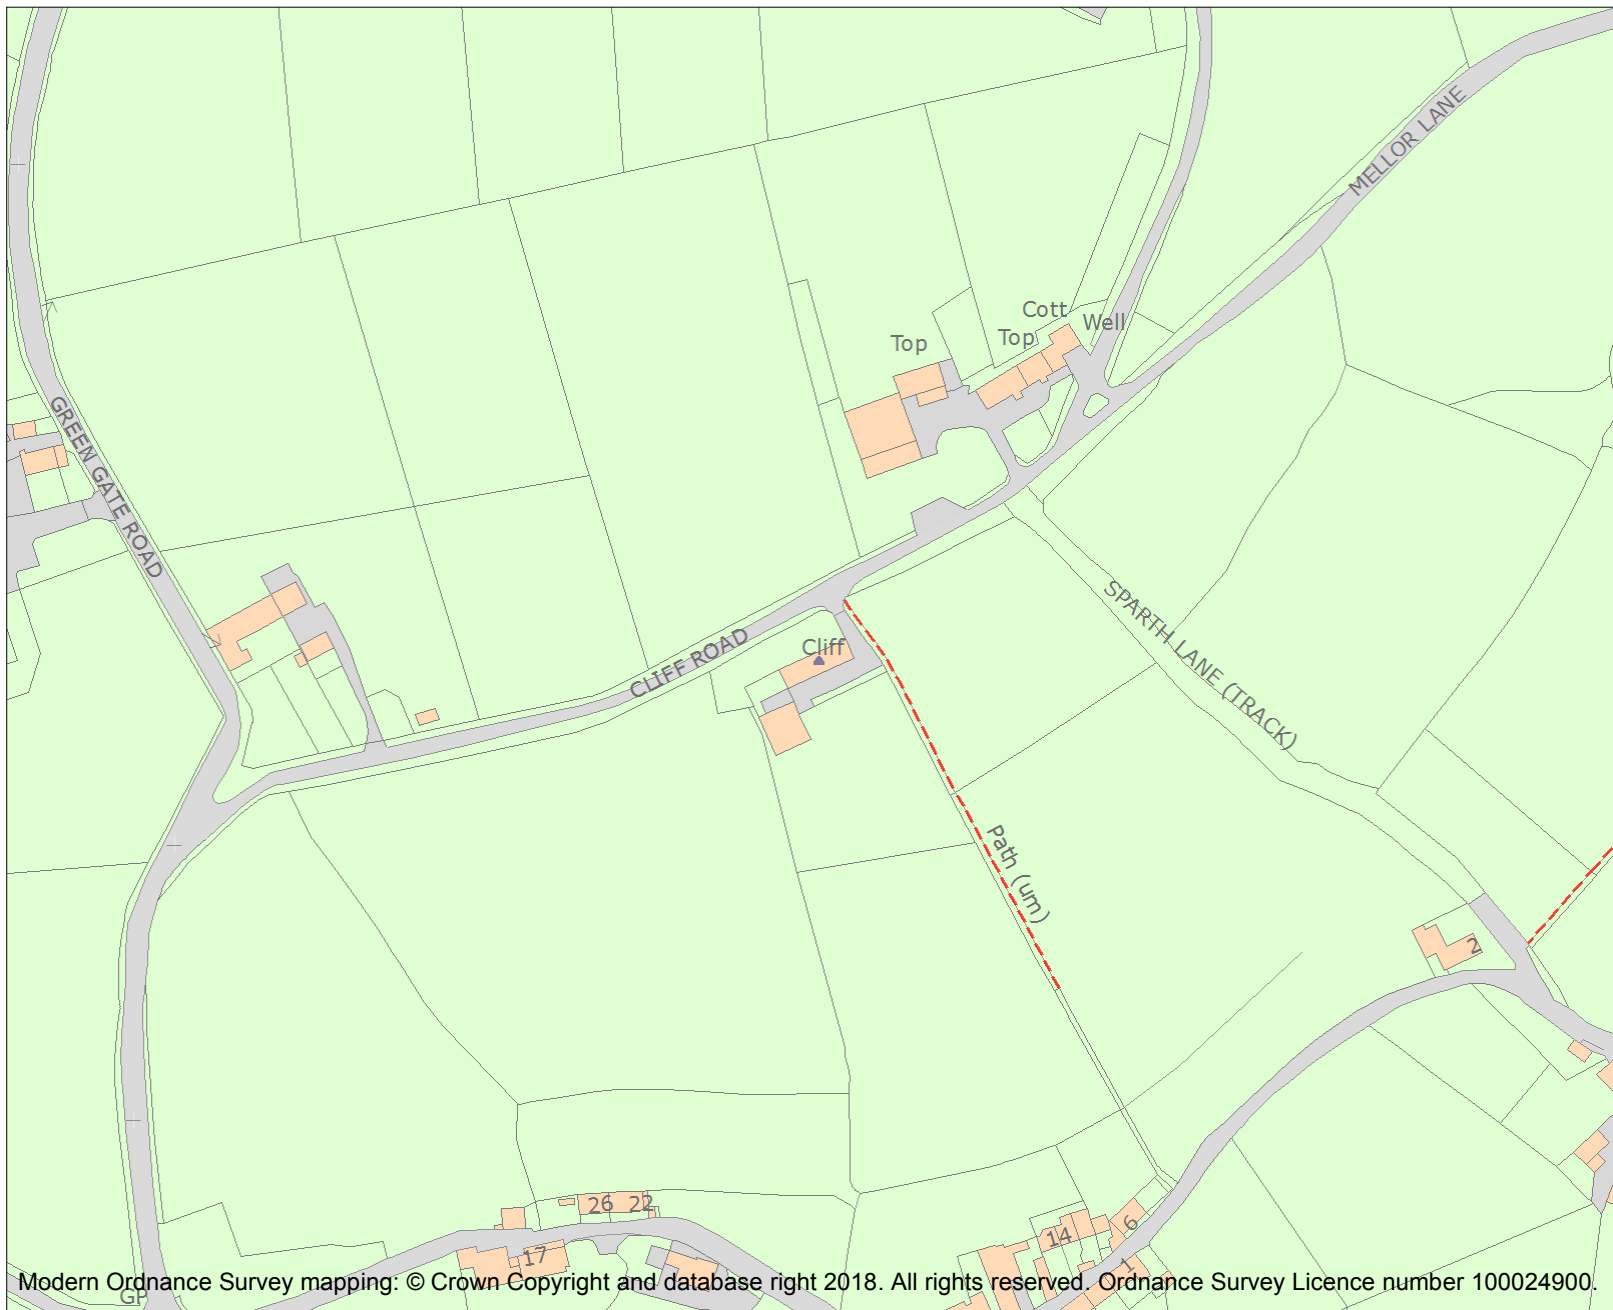 MELLOR LANE
Cott
Well
Top
Top
GREEN GATE ROAD
SPARTH LANE (TRACK)
CLIFF ROAD
Cliff
Path (um)
2
26 22
14
6
17
1
Modern Ordnance Survey mapping: © Crown Copyright and database right 2018. All rights reserved. Ordnance Survey Licence number 100024900.
GP